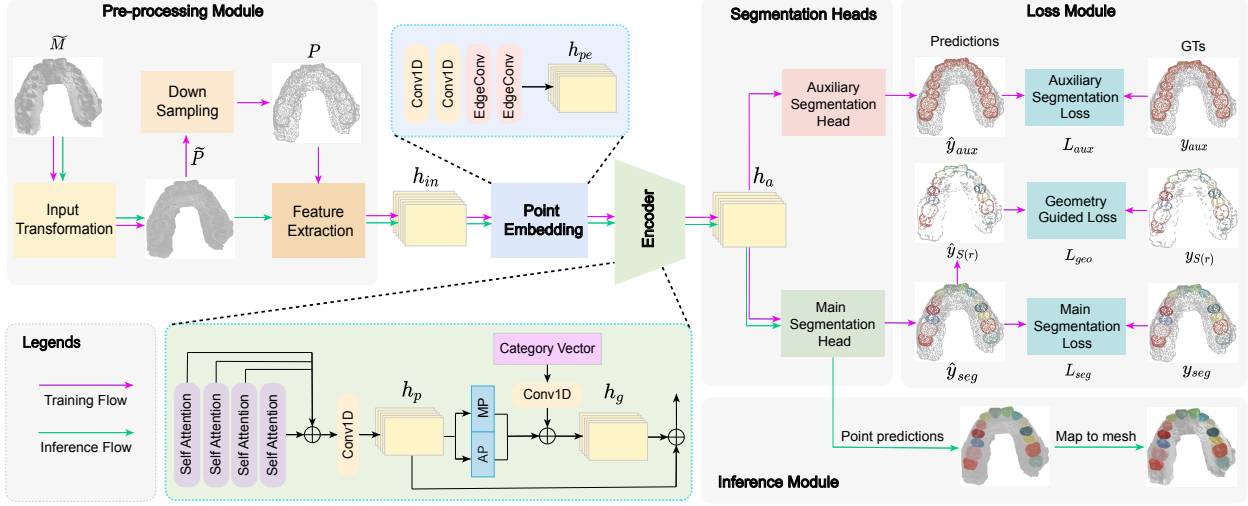 Pre-processing Module
M̃
P
Down
Sampling
P̃
Input
Transformation
Feature
Extraction
Conv1D
Conv1D
EdgeConv
EdgeConv
h_pe
h_in
Point
Embedding
Encoder
h_a
Segmentation Heads
Auxiliary
Segmentation
Head
Main
Segmentation
Head
Loss Module
Predictions
GTs
Auxiliary
Segmentation
Loss
ŷ_aux
L_aux
y_aux
Geometry
Guided Loss
ŷ_S(r)
L_geo
y_S(r)
Main
Segmentation
Loss
ŷ_seg
L_seg
y_seg
Legends
Training Flow
Inference Flow
Self Attention
Self Attention
Self Attention
Self Attention
Conv1D
h_p
MP
AP
Category Vector
Conv1D
h_g
Point predictions
Map to mesh
Inference Module